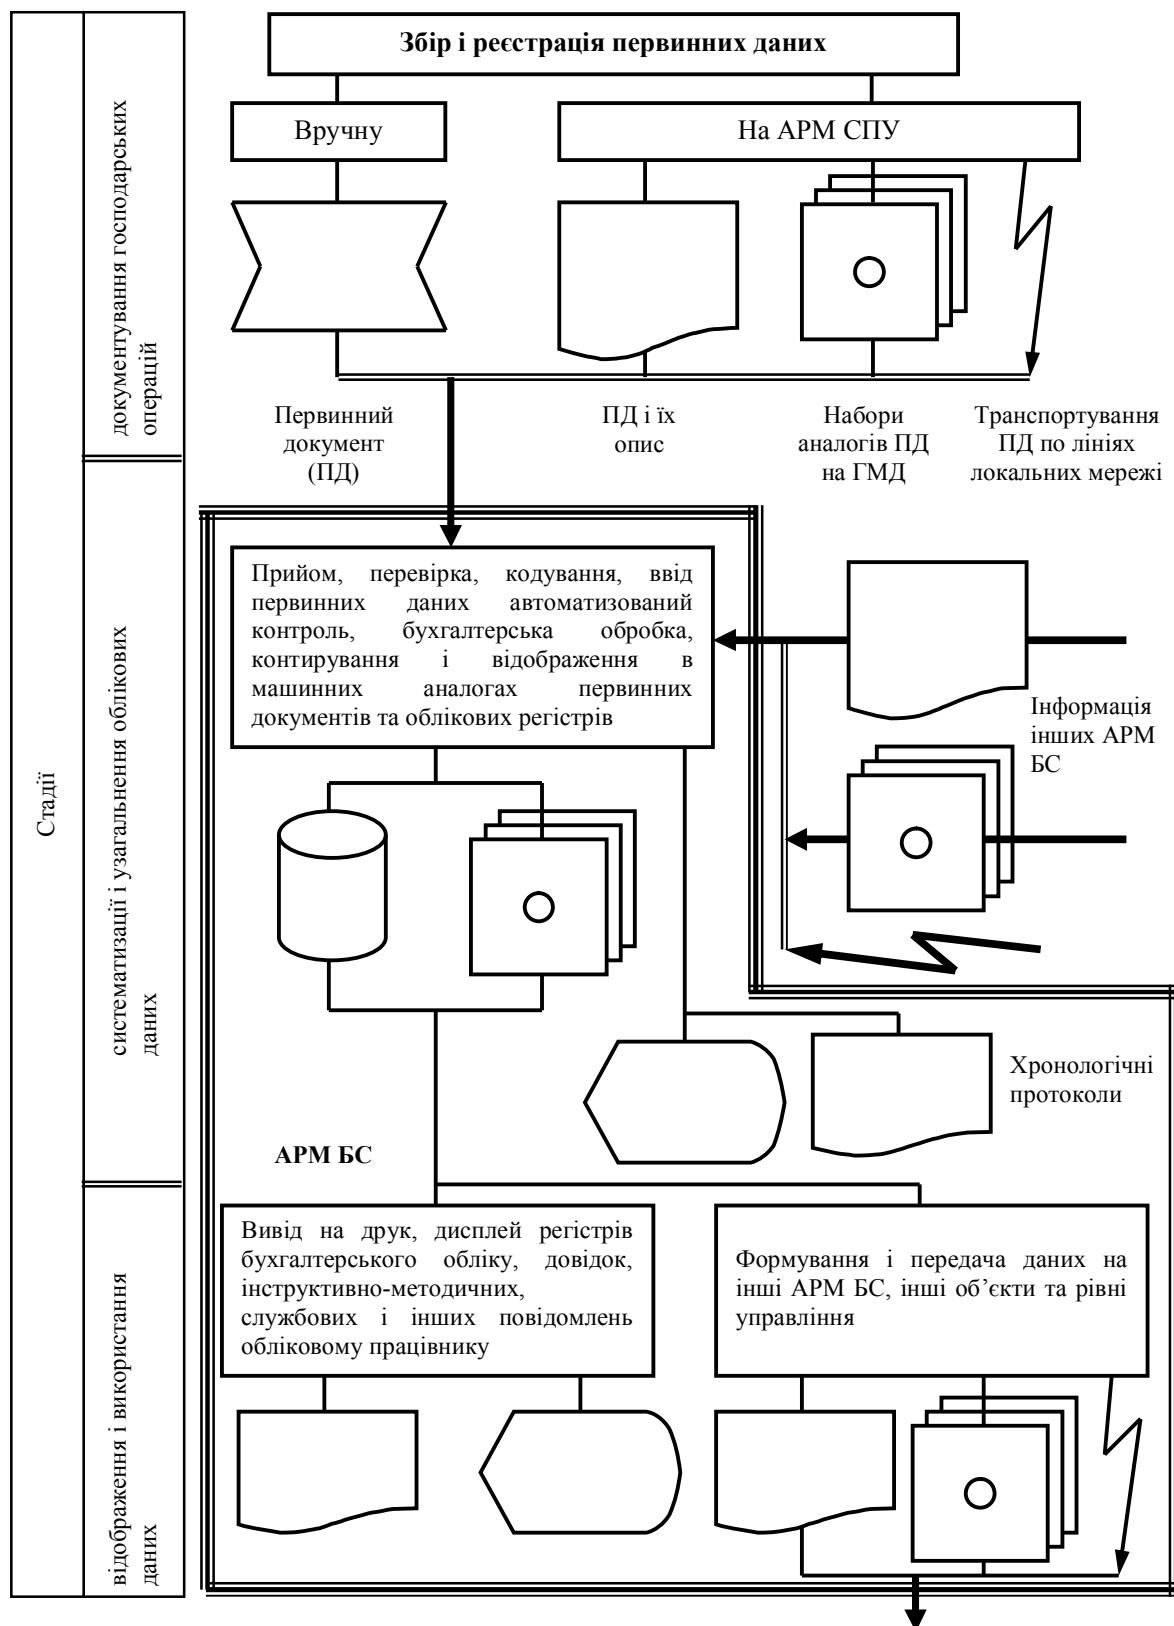 Збір і реєстрація первинних даних
Вручну
На АРМ СПУ
Первинний
документ
(ПД)
ПД і їх
опис
Набори
аналогів ПД
на ГМД
Транспортування
ПД по лініях
локальних мережі
Стадії
документування господарських
операцій
систематизації і узагальнення облікових
даних
відображення і використання
даних
Прийом, перевірка, кодування, ввід
первинних даних автоматизований
контроль, бухгалтерська обробка,
контирування і відображення в
машинних аналогах первинних
документів та облікових регістрів
Інформація
інших АРМ
БС
Хронологічні
протоколи
АРМ БС
Вивід на друк, дисплей регістрів
бухгалтерського обліку, довідок,
інструктивно-методичних,
службових і інших повідомлень
обліковому працівнику
Формування і передача даних на
інші АРМ БС, інші об’єкти та рівні
управління